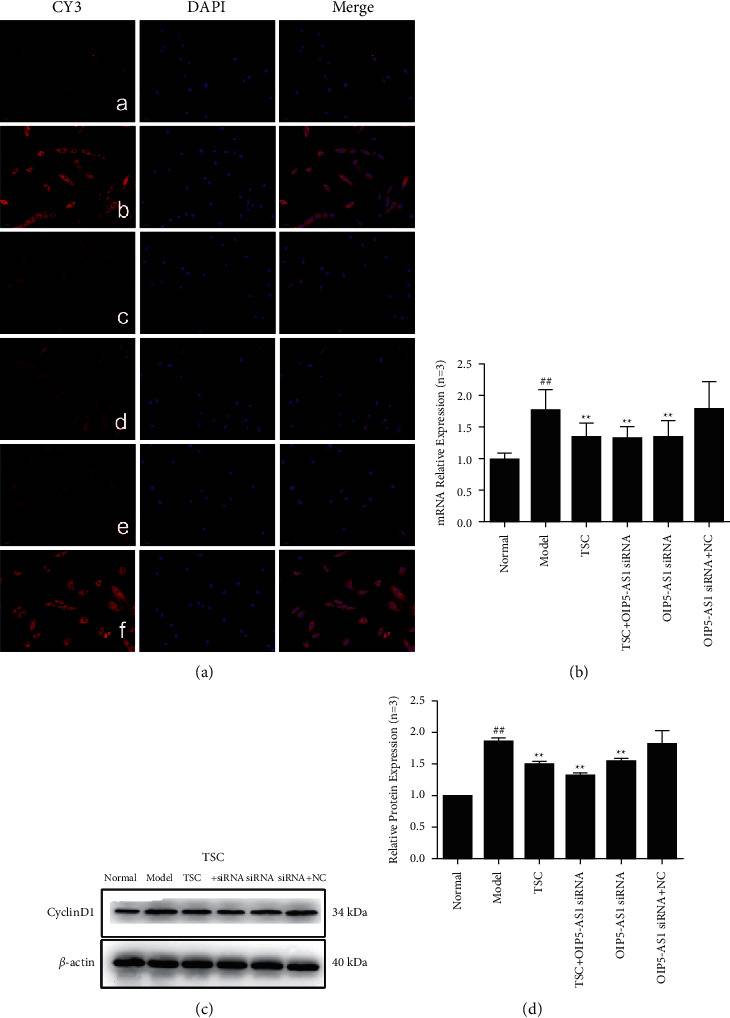 CY3 DAPI Merge
a
b
c
d
e
f
(a)
mRNA Relative Expression (n=3)
2.5
2.0
1.5
1.0
0.5
0.0
##
**
**
**
Normal
Model
TSC
TSC+OIP5-AS1 siRNA
OIP5-AS1 siRNA
OIP5-AS1 siRNA+NC
(b)
TSC
Normal Model TSC +siRNA siRNA siRNA+NC
CyclinD1 34 kDa
β-actin 40 kDa
(c)
Relative Protein Expression (n=3)
2.5
2.0
1.5
1.0
0.5
0.0
##
**
**
**
Normal
Model
TSC
TSC+OIP5-AS1 siRNA
OIP5-AS1 siRNA
OIP5-AS1 siRNA+NC
(d)